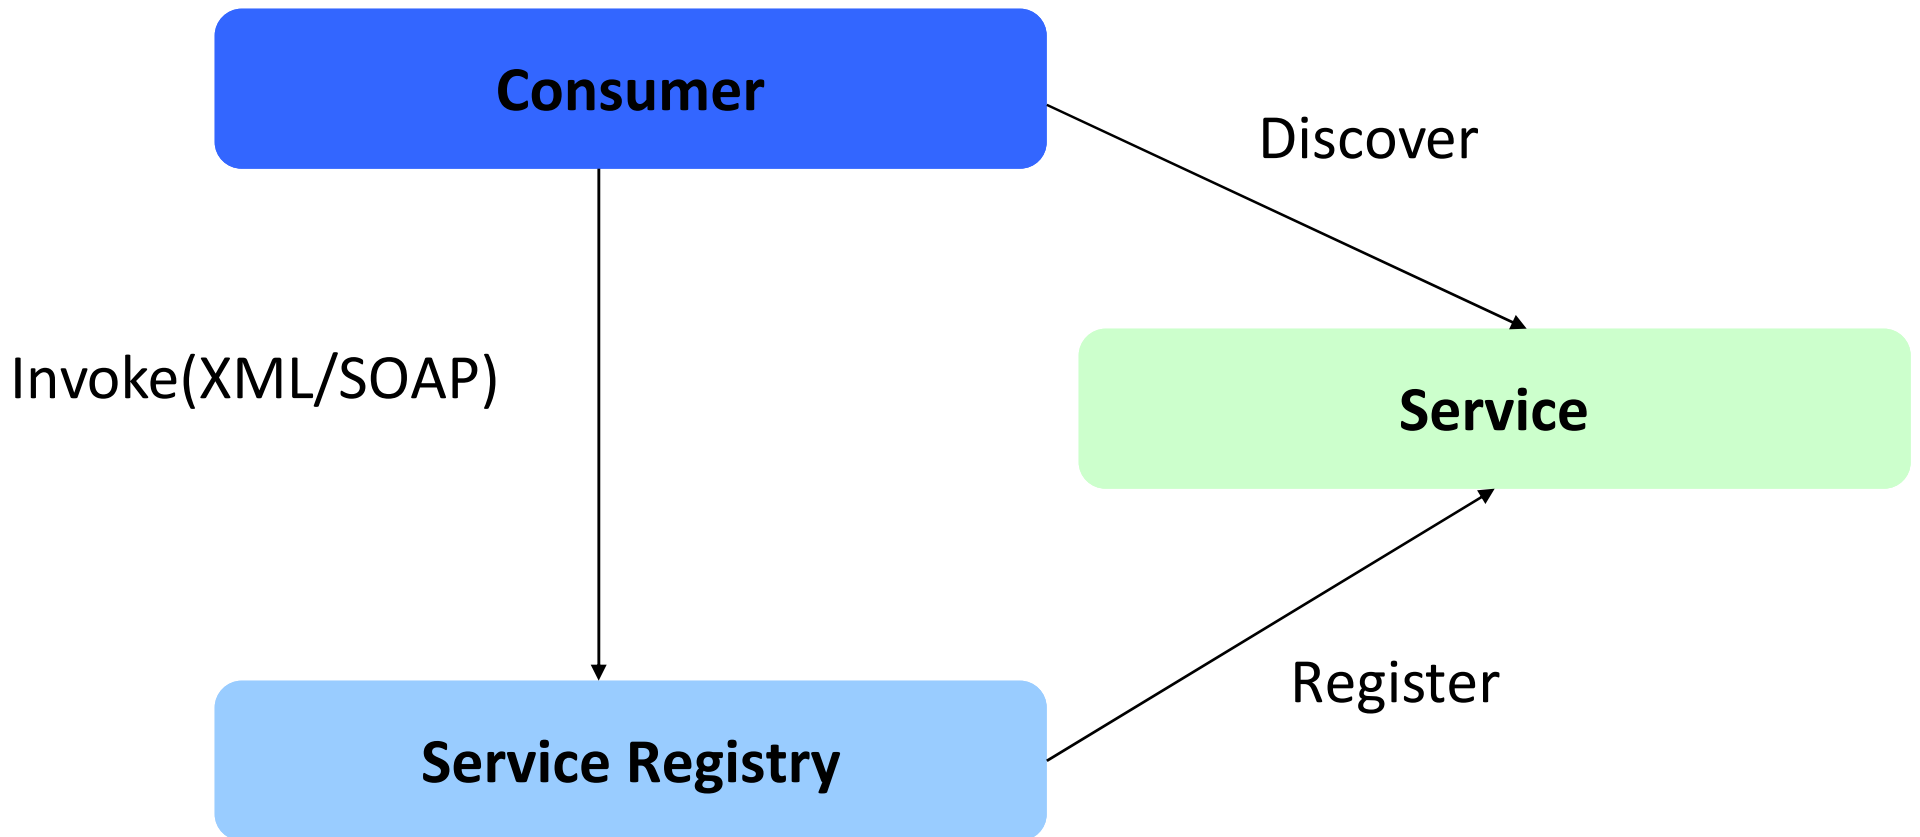 Consumer
Discover
Invoke(XML/SOAP)
Service
Register
Service Registry